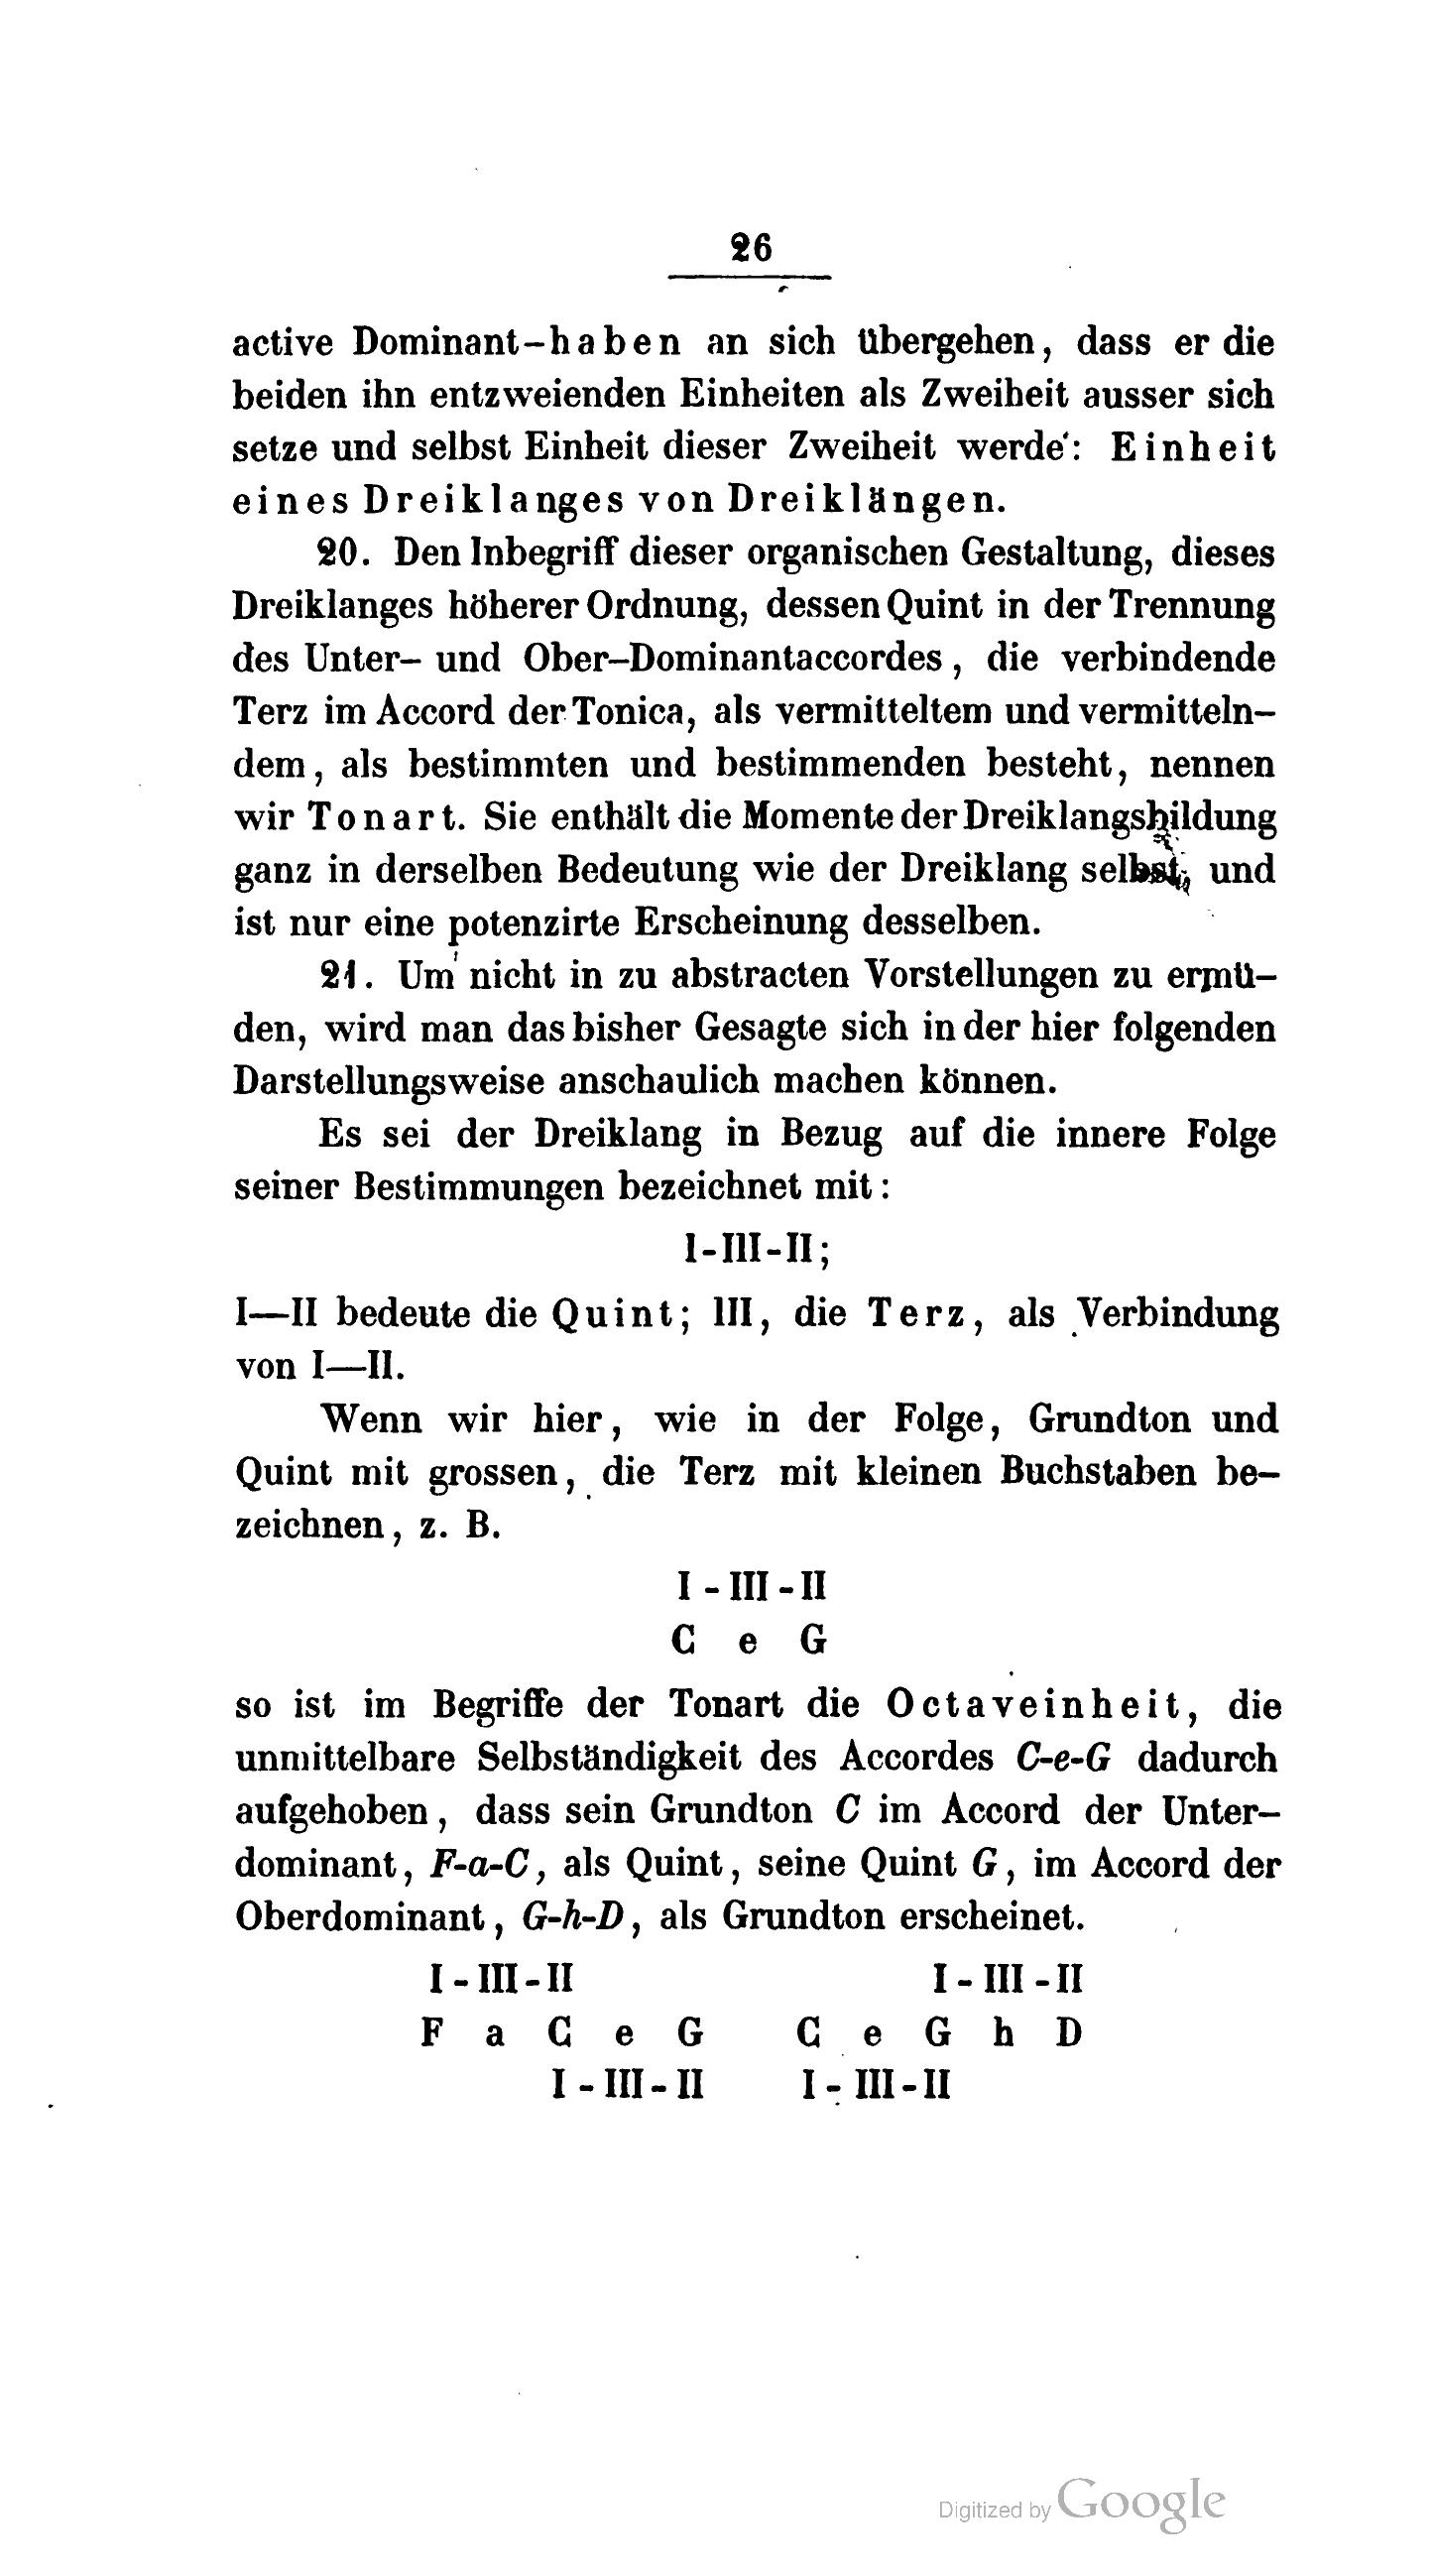 26
active Dominant-haben an sich übergehen, dass er die
beiden ihn entzweienden Einheiten als Zweiheit ausser sich
setze und selbst Einheit dieser Zweiheit werde: Einheit
eines Dreiklanges von Dreiklängen.
20. Den Inbegriff dieser organischen Gestaltung, dieses
Dreiklanges höherer Ordnung, dessen Quint in der Trennung
des Unter- und Ober-Dominantaccordes, die verbindende
Terz im Accord der Tonica, als vermitteltem und vermitteln-
dem, als bestimmten und bestimmenden besteht, nennen
wir Tonart. Sie enthält die Momente der Dreiklangsbildung
ganz in derselben Bedeutung wie der Dreiklang selbst, und
ist nur eine potenzirte Erscheinung desselben.
21. Um nicht in zu abstracten Vorstellungen zu ermü-
den, wird man das bisher Gesagte sich in der hier folgenden
Darstellungsweise anschaulich machen können.
Es sei der Dreiklang in Bezug auf die innere Folge
seiner Bestimmungen bezeichnet mit:
I-III-II;
I—II bedeute die Quint; III, die Terz, als Verbindung
von I—II.
Wenn wir hier, wie in der Folge, Grundton und
Quint mit grossen, die Terz mit kleinen Buchstaben be-
zeichnen, z. B.
I - III - II
C e G
so ist im Begriffe der Tonart die Octaveinheit, die
unmittelbare Selbständigkeit des Accordes C-e-G dadurch
aufgehoben, dass sein Grundton C im Accord der Unter-
dominant, F-a-C, als Quint, seine Quint G, im Accord der
Oberdominant, G-h-D, als Grundton erscheinet.
I - III - II I - III - II
F a C e G C e G h D
I - III - II I - III - II
Digitized by Google